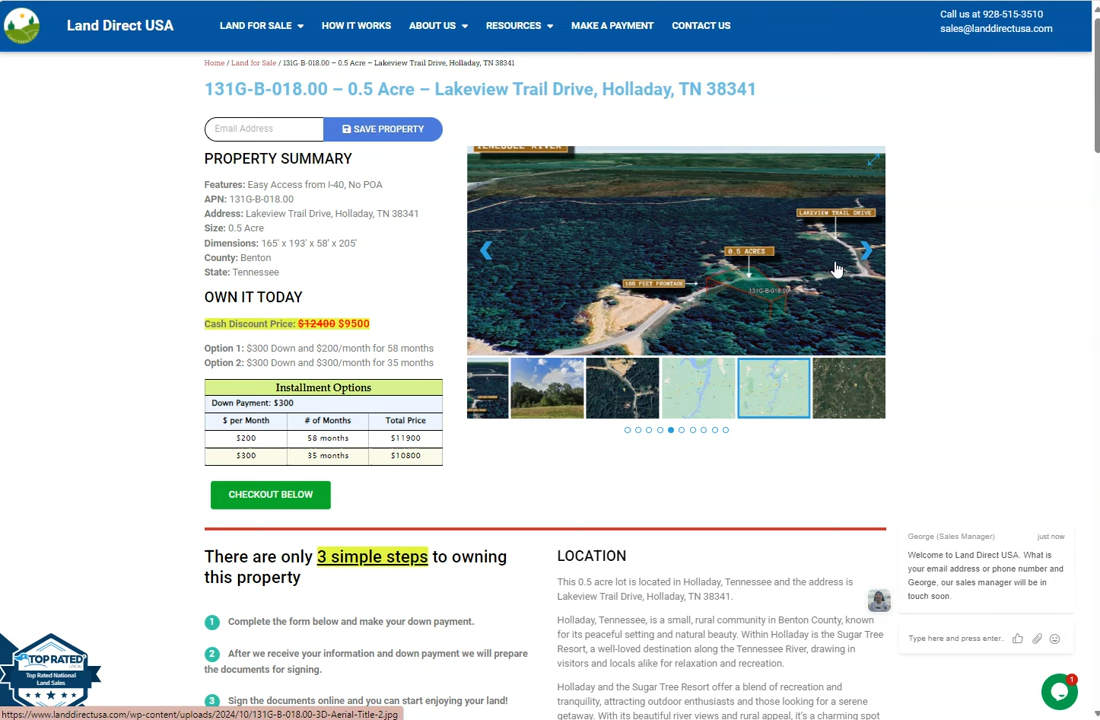 Land Direct USA
LAND FOR SALE
HOW IT WORKS
ABOUT US
RESOURCES
MAKE A PAYMENT
CONTACT US
Call us at 928-515-3510
sales@landdirectusa.com
Home / Land for Sale / 131G-B-018.00 – 0.5 Acre – Lakeview Trail Drive, Holladay, TN 38341
131G-B-018.00 – 0.5 Acre – Lakeview Trail Drive, Holladay, TN 38341
Email Address
SAVE PROPERTY
PROPERTY SUMMARY
Features: Easy Access from I-40, No POA
APN: 131G-B-018.00
Address: Lakeview Trail Drive, Holladay, TN 38341
Size: 0.5 Acre
Dimensions: 165' x 193' x 58' x 205'
County: Benton
State: Tennessee
OWN IT TODAY
Cash Discount Price: $12400 $9500
Option 1: $300 Down and $200/month for 58 months
Option 2: $300 Down and $300/month for 35 months
Installment Options
Down Payment: $300
$ per Month # of Months Total Price
$200 58 months $11900
$300 35 months $10800
CHECKOUT BELOW
LAKEVIEW TRAIL DRIVE
0.5 ACRES
165 FEET FRONTAGE
131G-B-018.00
There are only 3 simple steps to owning
this property
1 Complete the form below and make your down payment.
2 After we receive your information and down payment we will prepare
the documents for signing.
3 Sign the documents online and you can start enjoying your land!
LOCATION
This 0.5 acre lot is located in Holladay, Tennessee and the address is
Lakeview Trail Drive, Holladay, TN 38341.
Holladay, Tennessee, is a small, rural community in Benton County, known
for its peaceful setting and natural beauty. Within Holladay is the Sugar Tree
Resort, a well-loved destination along the Tennessee River, drawing in
visitors and locals alike for relaxation and recreation.
Holladay and the Sugar Tree Resort offer a blend of recreation and
tranquility, attracting outdoor enthusiasts and those looking for a serene
getaway. With its beautiful river views and rural appeal, it's a charming spot
George (Sales Manager) just now
Welcome to Land Direct USA. What is
your email address or phone number and
George, our sales manager will be in
touch soon.
Type here and press enter..
1
TOP RATED
Top Rated National
Land Sales
https://www.landdirectusa.com/wp-content/uploads/2024/10/131G-B-018.00-3D-Aerial-Title-2.jpg